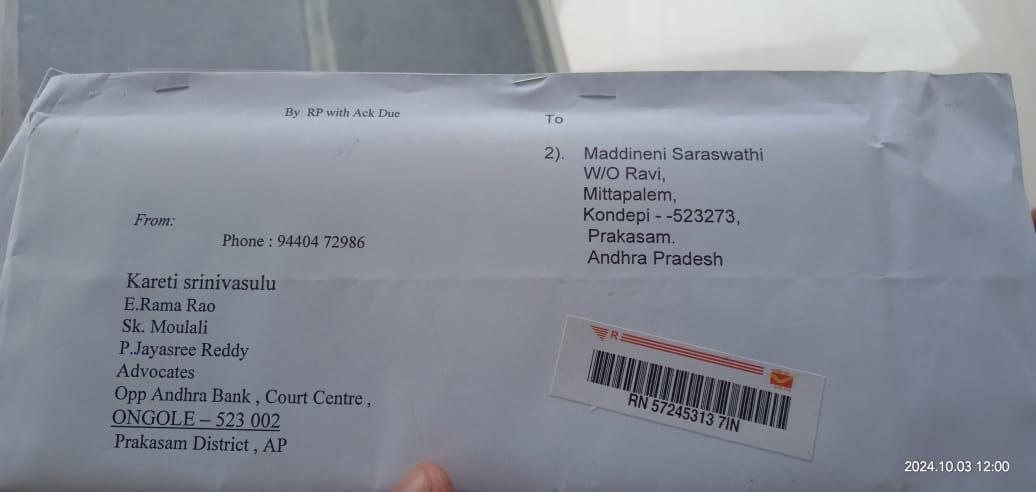 By RP with Ack Due
To
2). Maddineni Saraswathi
W/O Ravi,
Mittapalem,
Kondepi - -523273,
Prakasam.
Andhra Pradesh
From:
Phone : 94404 72986
Kareti srinivasulu
E.Rama Rao
Sk. Moulali
P.Jayasree Reddy
Advocates
Opp Andhra Bank , Court Centre ,
ONGOLE – 523 002
Prakasam District , AP
R
RN 57245313 7IN
2024.10.03 12:00